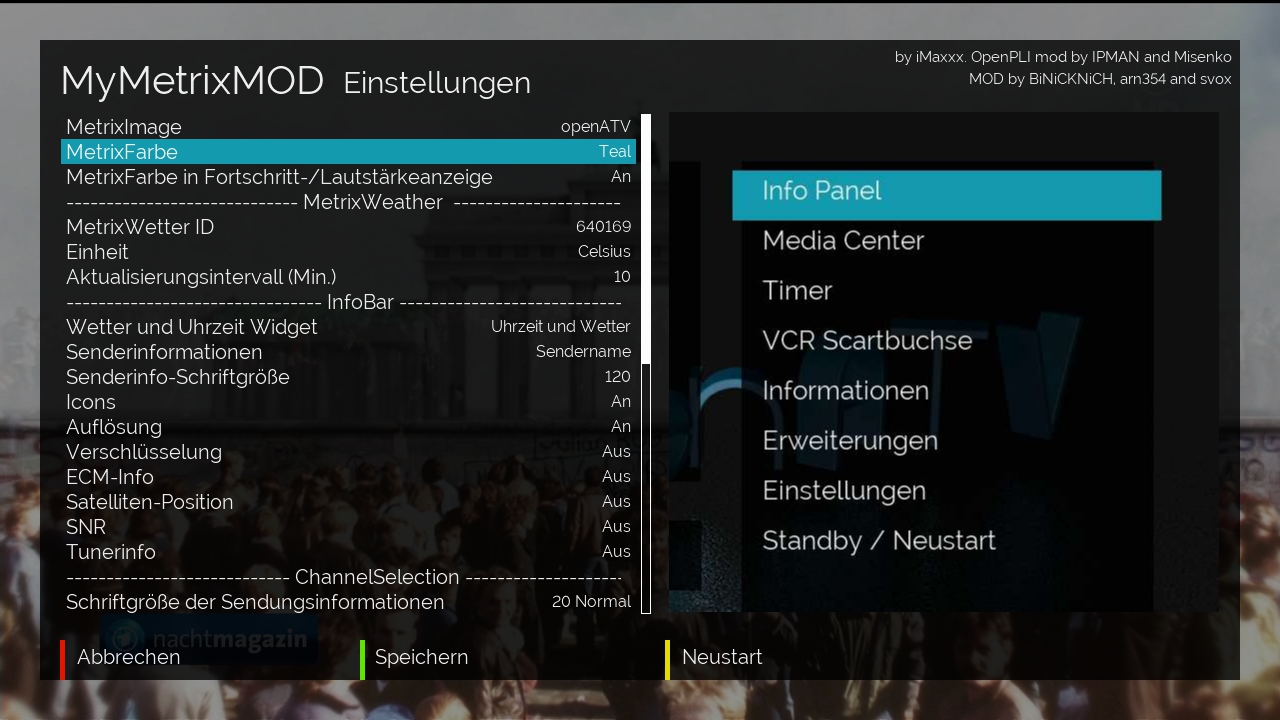 by iMaxxx. OpenPLI mod by IPMAN and Misenko
MOD by BiNiCKNiCH, arn354 and svox
MyMetrixMOD Einstellungen
MetrixImage openATV
MetrixFarbe Teal
MetrixFarbe in Fortschritt-/Lautstärkeanzeige An
---------------------------- MetrixWeather ---------------------
MetrixWetter ID 640169
Einheit Celsius
Aktualisierungsintervall (Min.) 10
-------------------------------- InfoBar ----------------------------
Wetter und Uhrzeit Widget Uhrzeit und Wetter
Senderinformationen Sendername
Senderinfo-Schriftgröße 120
Icons An
Auflösung An
Verschlüsselung Aus
ECM-Info Aus
Satelliten-Position Aus
SNR Aus
Tunerinfo Aus
---------------------------- ChannelSelection --------------------
Schriftgröße der Sendungsinformationen 20 Normal
Info Panel
Media Center
Timer
VCR Scartbuchse
Informationen
Erweiterungen
Einstellungen
Standby / Neustart
nachtmagazin
Abbrechen Speichern Neustart